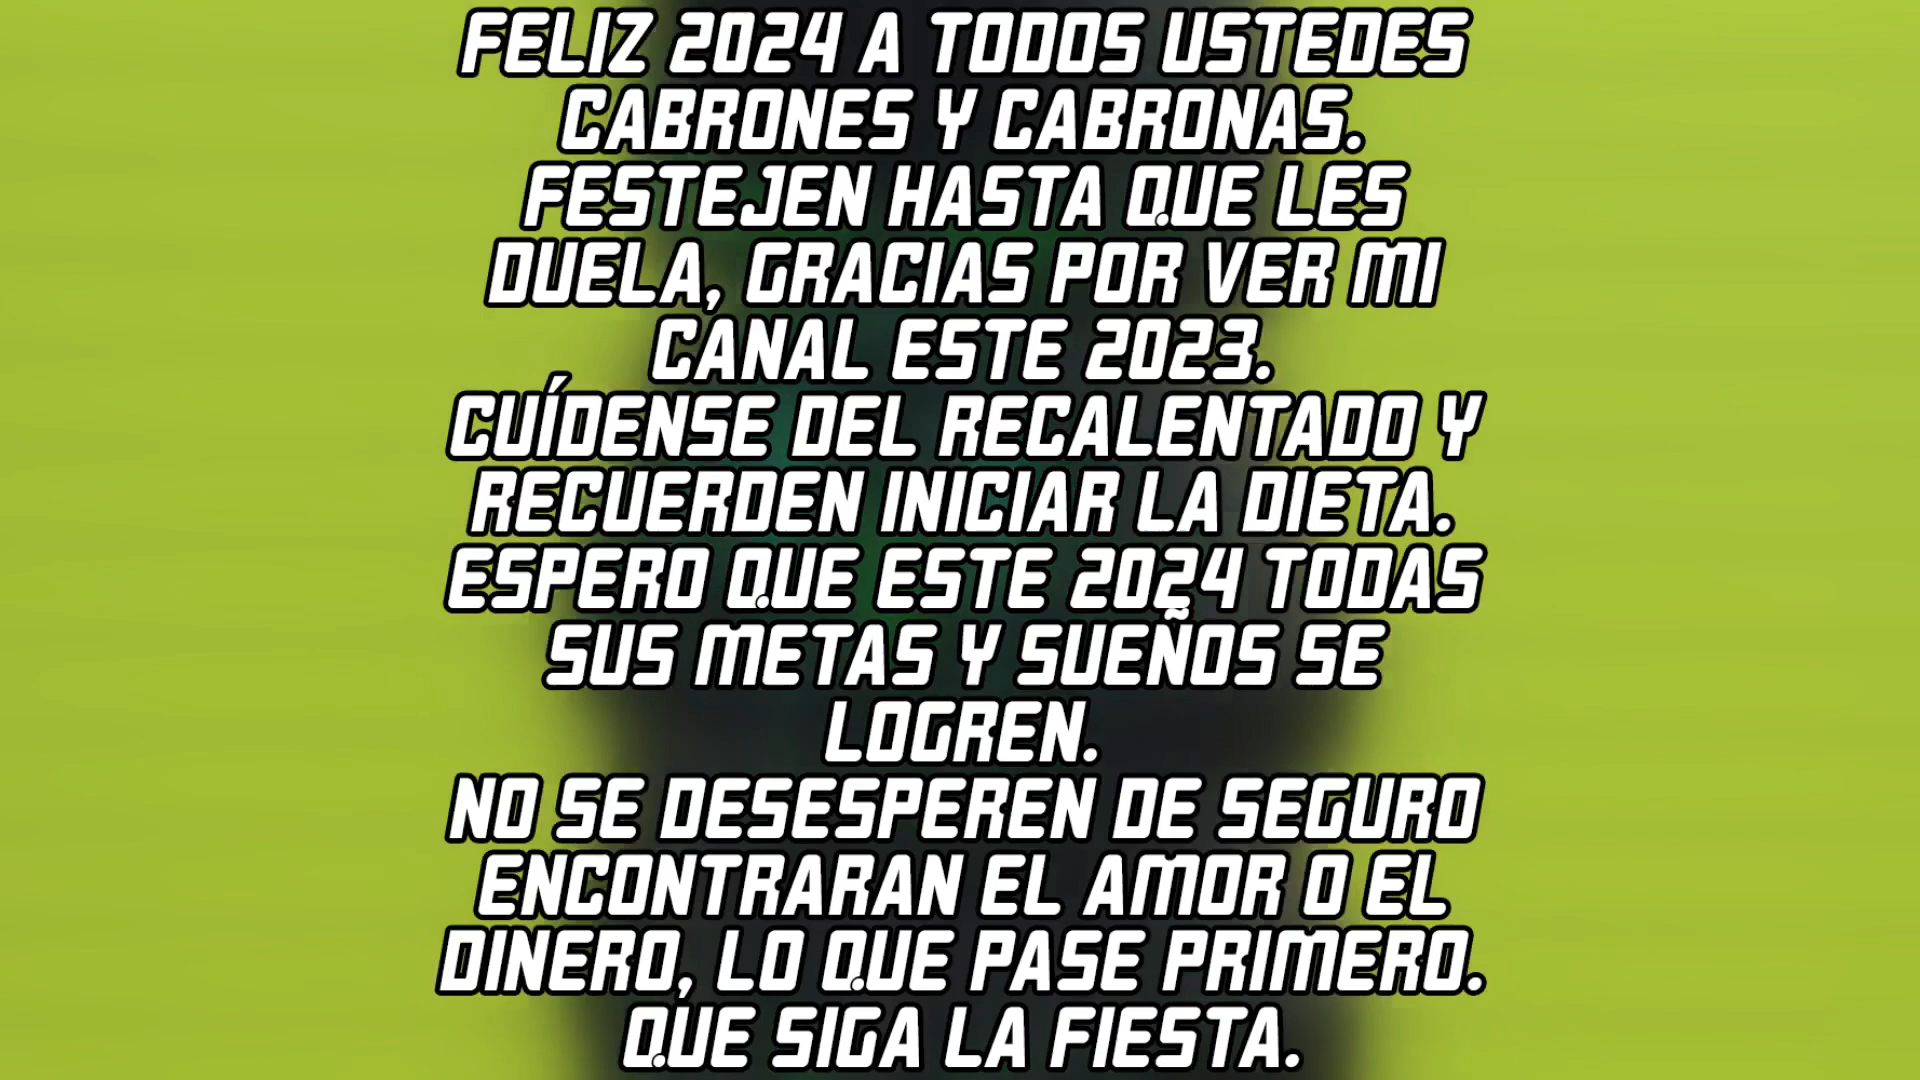 FELIZ 2024 A TODOS USTEDES
CABRONES Y CABRONAS.
FESTEJEN HASTA QUE LES
DUELA, GRACIAS POR VER MI
CANAL ESTE 2023.
CUÍDENSE DEL RECALENTADO Y
RECUERDEN INICIAR LA DIETA.
ESPERO QUE ESTE 2024 TODAS
SUS METAS Y SUEÑOS SE
LOGREN.
NO SE DESESPEREN DE SEGURO
ENCONTRARAN EL AMOR O EL
DINERO, LO QUE PASE PRIMERO.
QUE SIGA LA FIESTA.